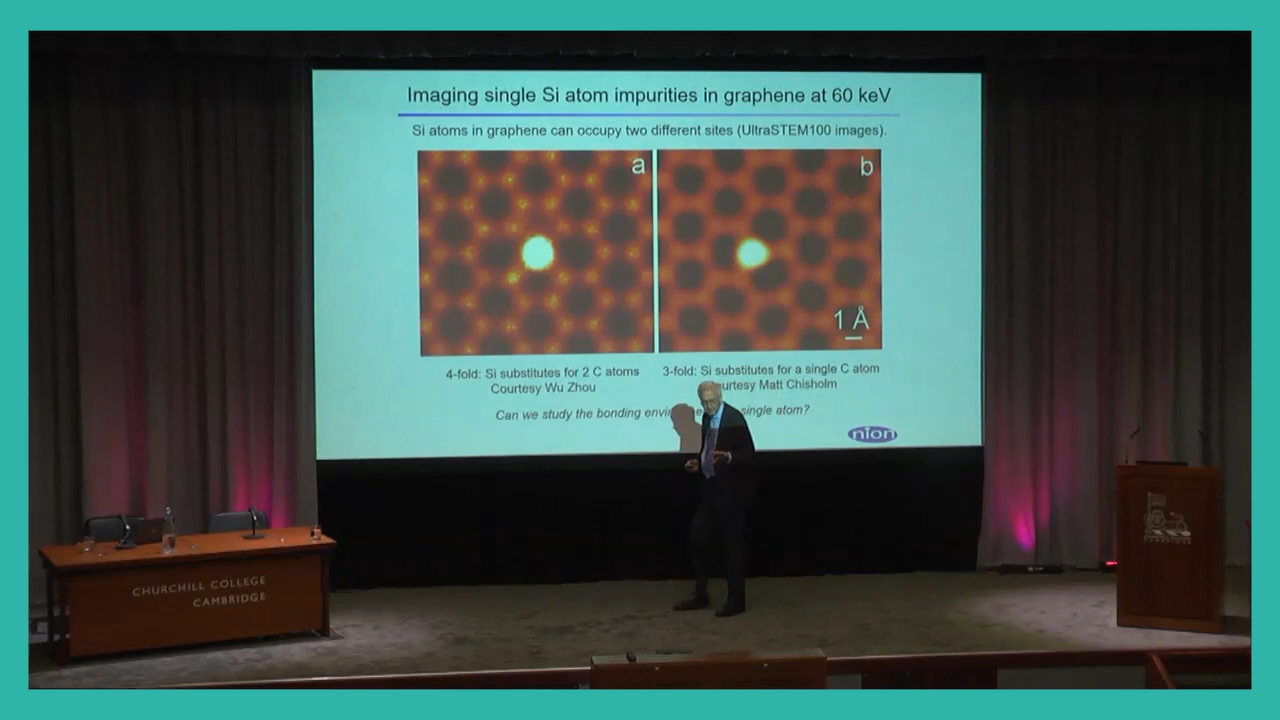 Imaging single Si atom impurities in graphene at 60 keV
Si atoms in graphene can occupy two different sites (UltraSTEM100 images).
a
b
1 Å
4-fold: Si substitutes for 2 C atoms
Courtesy Wu Zhou
3-fold: Si substitutes for a single C atom
Matt Chisholm
Can we study the bonding single atom?
nion
CHURCHILL COLLEGE
CAMBRIDGE